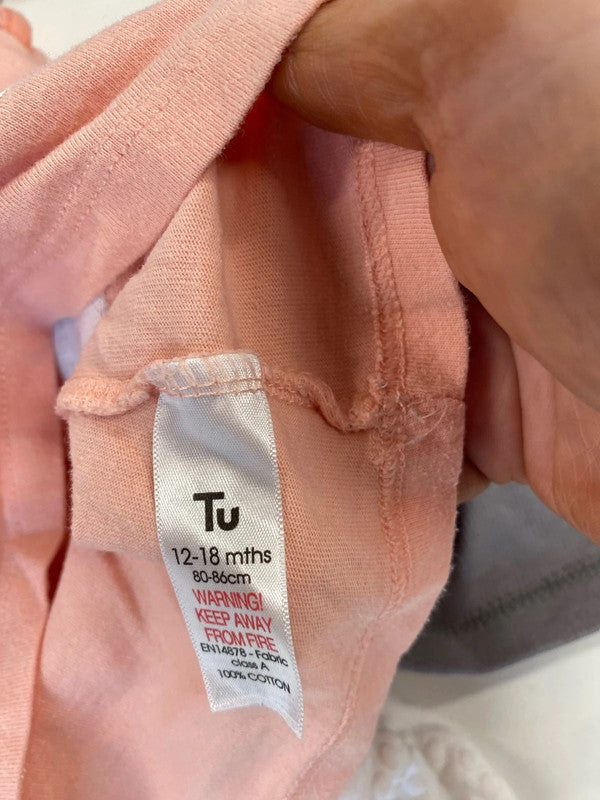 Tu
12-18 mths
80-86cm
WARNING!
KEEP AWAY
FROM FIRE
EN14878 - Fabric
class A
100% COTTON